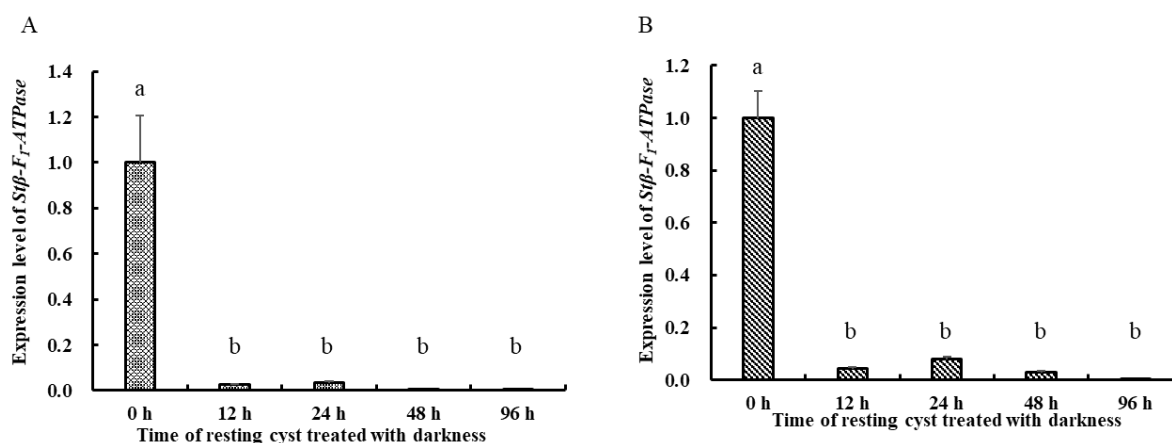 A
Expression level of Stβ-F1-ATPase
1.4
1.2
1.0
0.8
0.6
0.4
0.2
0.0
a
b b b b
0 h 12 h 24 h 48 h 96 h
Time of resting cyst treated with darkness
B
Expression level of Stβ-F1-ATPase
1.2
1.0
0.8
0.6
0.4
0.2
0.0
a
b b b b
0 h 12 h 24 h 48 h 96 h
Time of resting cyst treated with darkness